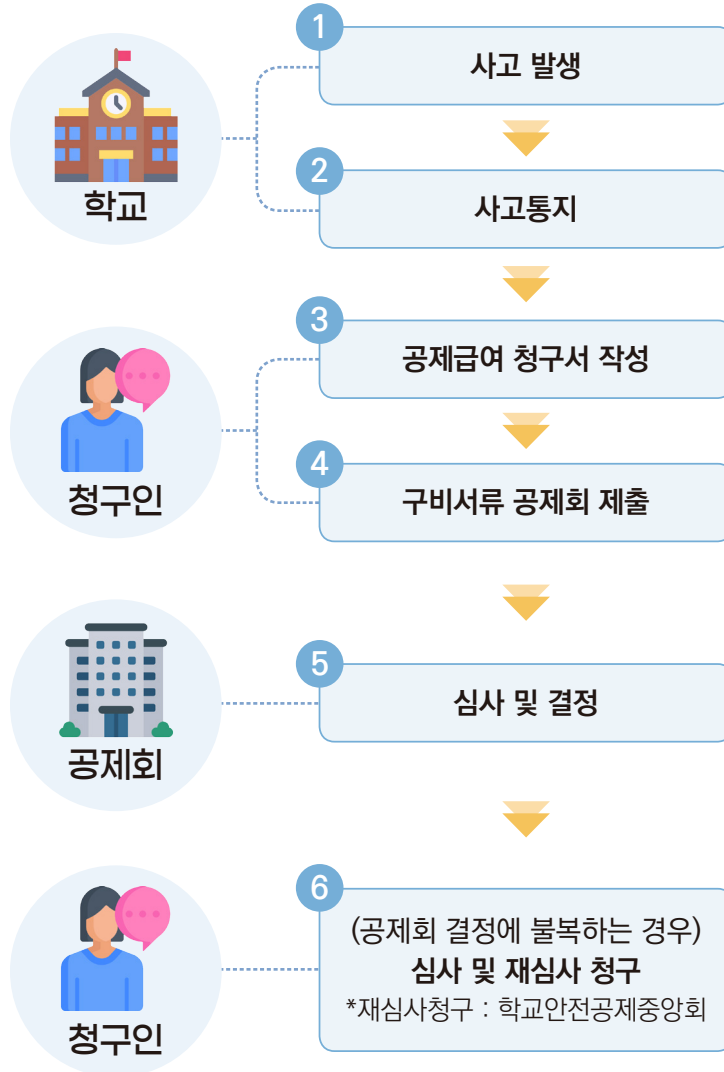 1
사고 발생
2
사고통지
학교
3
공제급여 청구서 작성
4
구비서류 공제회 제출
청구인
5
심사 및 결정
공제회
6
(공제회 결정에 불복하는 경우)
심사 및 재심사 청구
*재심사청구 : 학교안전공제중앙회
청구인